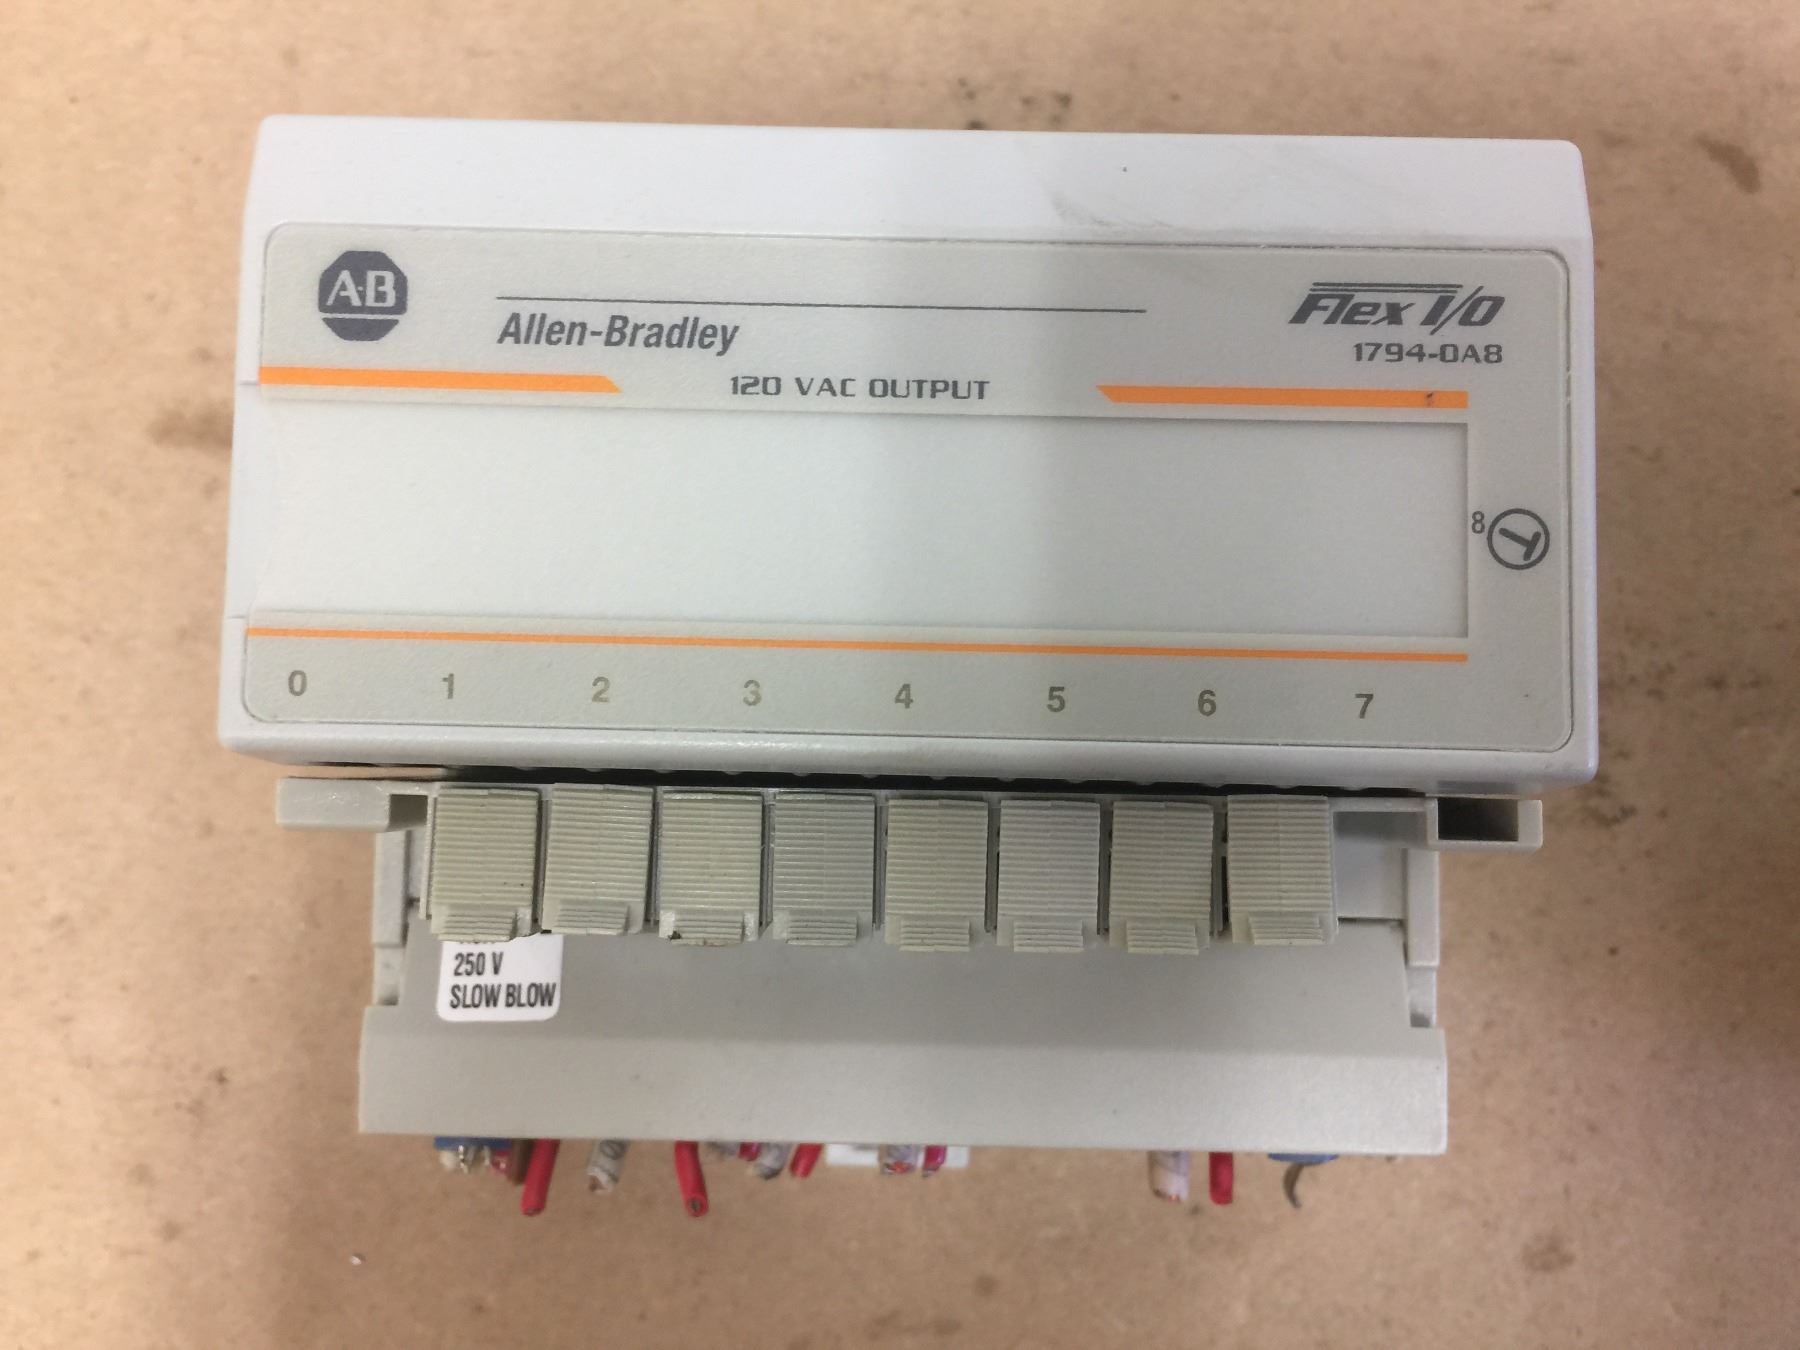 A-B
Allen-Bradley
Flex I/O
1794-OA8
120 VAC OUTPUT
8
0 1 2 3 4 5 6 7
250 V
SLOW BLOW